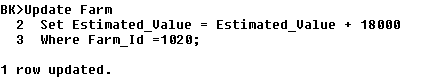 BK>Update Farm
2 Set Estimated_Value = Estimated_Value + 18000
3 Where Farm_Id =1020;
1 row updated.